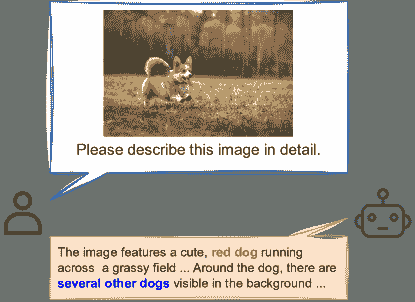 Please describe this image in detail.
The image features a cute, red dog running
across a grassy field ... Around the dog, there are
several other dogs visible in the background ...